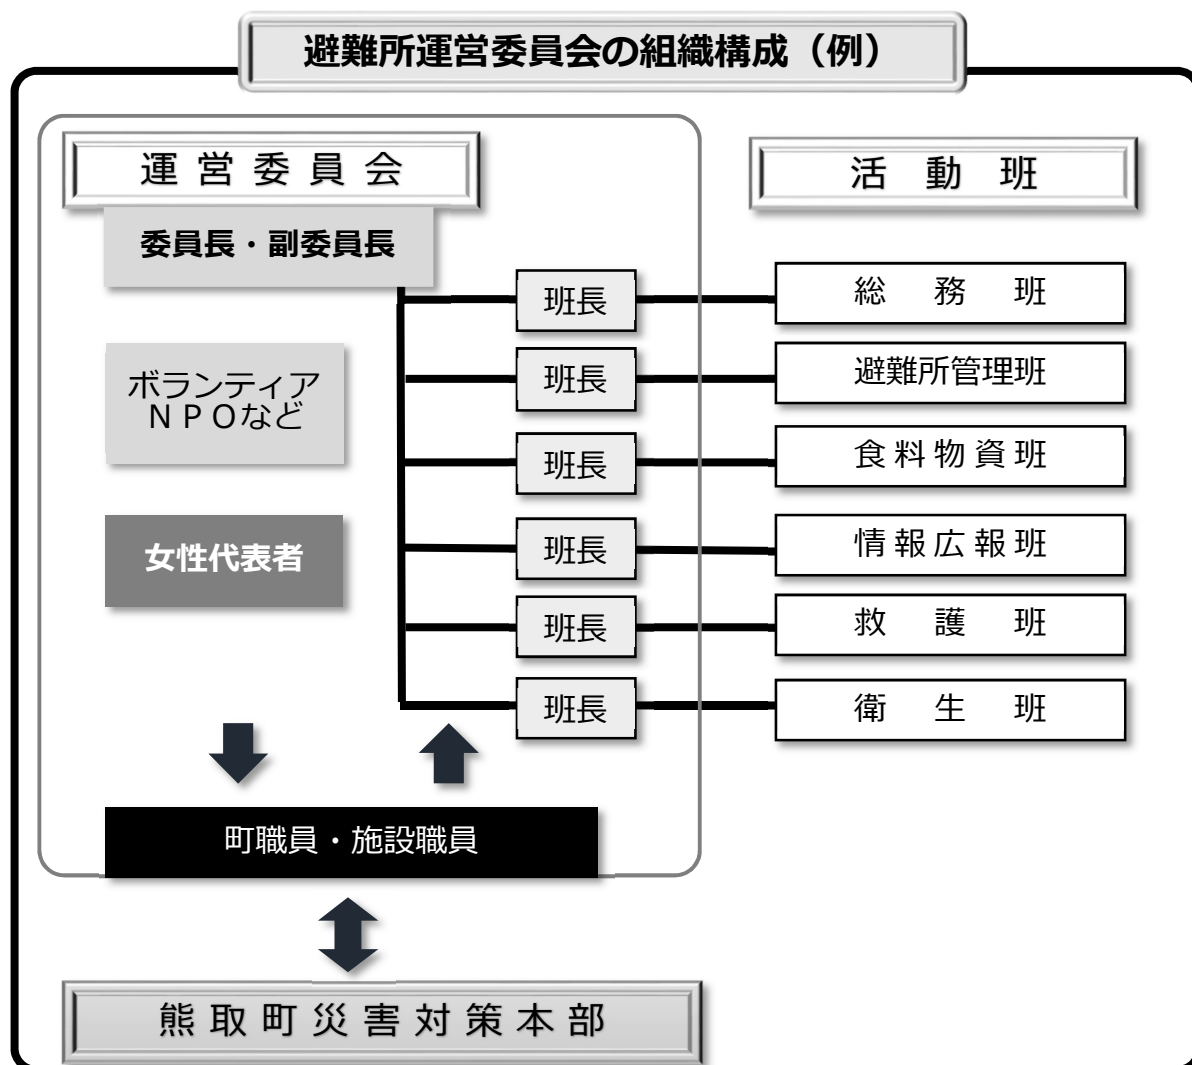 避難所運営委員会の組織構成（例）
運営委員会
活動班
委員長・副委員長
班長
総務班
班長
避難所管理班
ボランティア
ＮＰＯなど
班長
食料物資班
女性代表者
班長
情報広報班
班長
救護班
班長
衛生班
町職員・施設職員
熊取町災害対策本部